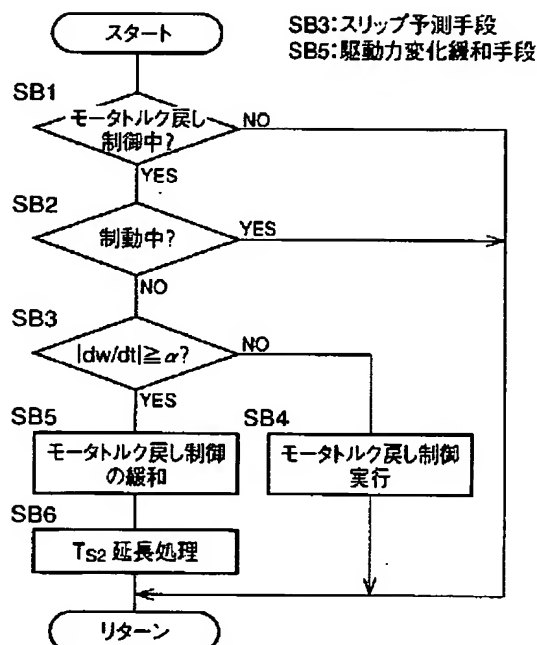 スタート
SB3:スリップ予測手段
SB5:駆動力変化緩和手段
SB1
モータトルク戻し
制御中?
NO
YES
SB2
制動中?
YES
NO
SB3
|dw/dt|≧α?
NO
YES
SB5
モータトルク戻し制御
の緩和
SB4
モータトルク戻し制御
実行
SB6
TS2 延長処理
リターン